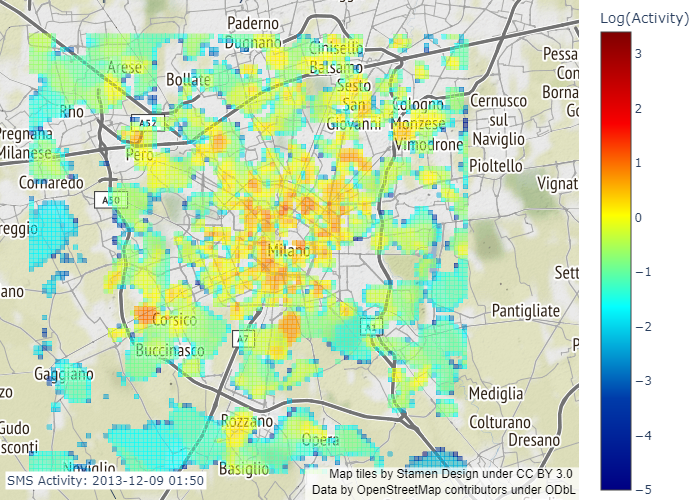 Paderno
Dugnano
Cinisello
Balsamo
Arese
Bollate
Sesto
San
Giovanni
Cologno
Monzese
Cernusco
sul
Naviglio
Pessa
Con
Borna
Go
Rho
A52
Pero
Vimodrone
Pregnana
Milanese
Pioltello
Cornaredo
Vignat
A50
reggio
Milano
Sett
ano
Pantigliate
Corsico
A7
A1
Buccinasco
P
Gaggiano
zo
Mediglia
Gudo
sconti
Rozzano
Opera
Colturano
Dresano
Noviglio
Basiglio
SMS Activity: 2013-12-09 01:50
Map tiles by Stamen Design under CC BY 3.0
Data by OpenStreetMap contributors under ODbL
Log(Activity)
3
2
1
0
−1
−2
−3
−4
−5